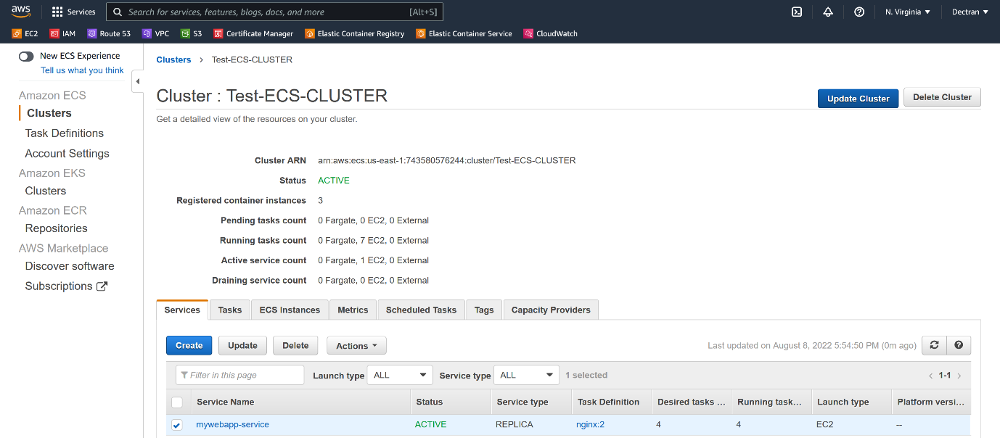 aws Services Search for services, features, blogs, docs, and more [Alt+S] N. Virginia Dectran
EC2 IAM Route 53 VPC S3 Certificate Manager Elastic Container Registry Elastic Container Service CloudWatch
New ECS Experience
Tell us what you think
Amazon ECS
Clusters
Task Definitions
Account Settings
Amazon EKS
Clusters
Amazon ECR
Repositories
AWS Marketplace
Discover software
Subscriptions
Clusters > Test-ECS-CLUSTER
Cluster : Test-ECS-CLUSTER
Update Cluster Delete Cluster
Get a detailed view of the resources on your cluster.
Cluster ARN arn:aws:ecs:us-east-1:743580576244:cluster/Test-ECS-CLUSTER
Status ACTIVE
Registered container instances 3
Pending tasks count 0 Fargate, 0 EC2, 0 External
Running tasks count 0 Fargate, 7 EC2, 0 External
Active service count 0 Fargate, 1 EC2, 0 External
Draining service count 0 Fargate, 0 EC2, 0 External
Services Tasks ECS Instances Metrics Scheduled Tasks Tags Capacity Providers
Create Update Delete Actions Last updated on August 8, 2022 5:54:50 PM (0m ago)
Filter in this page Launch type ALL Service type ALL 1 selected < 1-1 >
Service Name Status Service type Task Definition Desired tasks ... Running task... Launch type Platform versi...
mywebapp-service ACTIVE REPLICA nginx:2 4 4 EC2 --